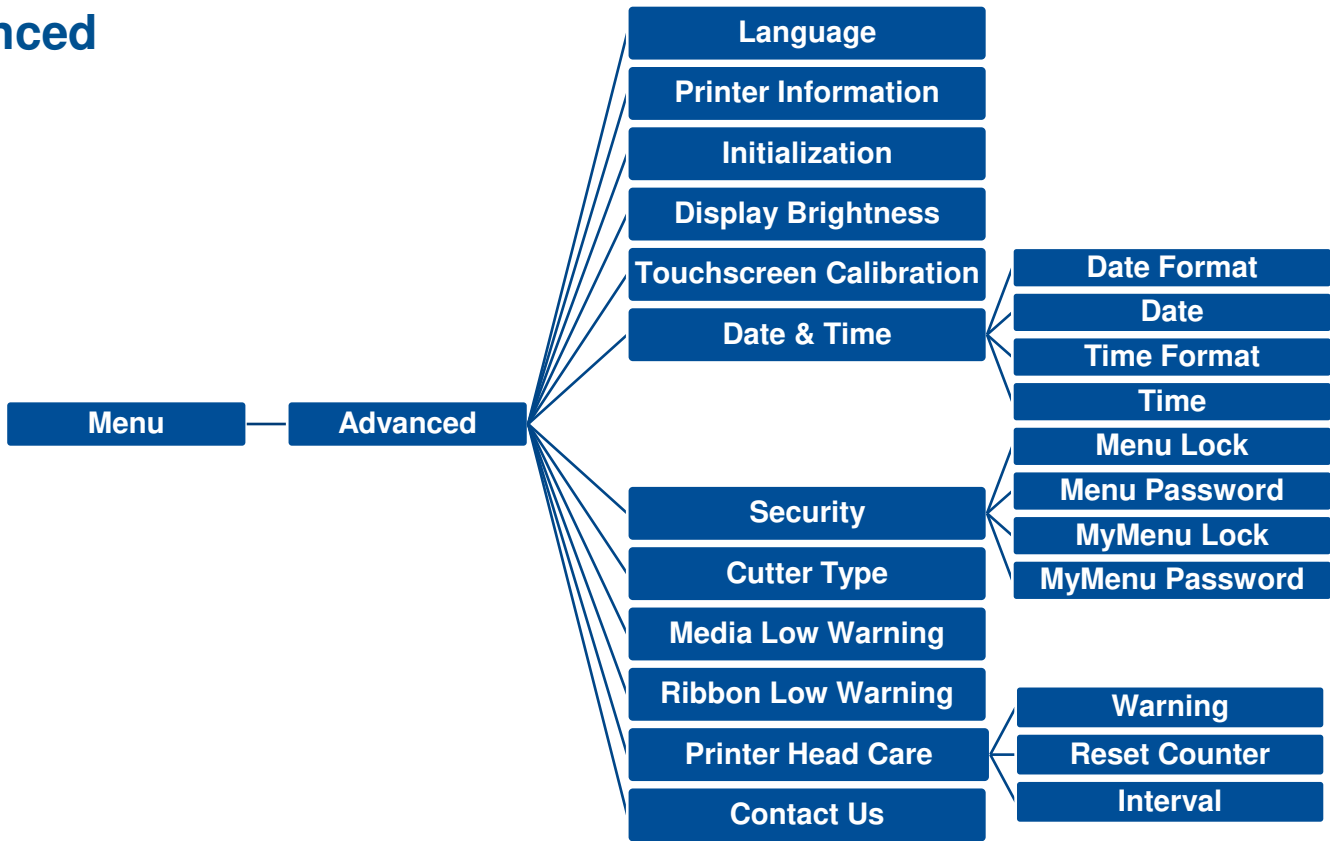 nced
Language
Printer Information
Initialization
Display Brightness
Touchscreen Calibration
Date & Time
Date Format
Date
Time Format
Time
Menu
Advanced
Security
Menu Lock
Menu Password
MyMenu Lock
MyMenu Password
Cutter Type
Media Low Warning
Ribbon Low Warning
Printer Head Care
Warning
Reset Counter
Interval
Contact Us